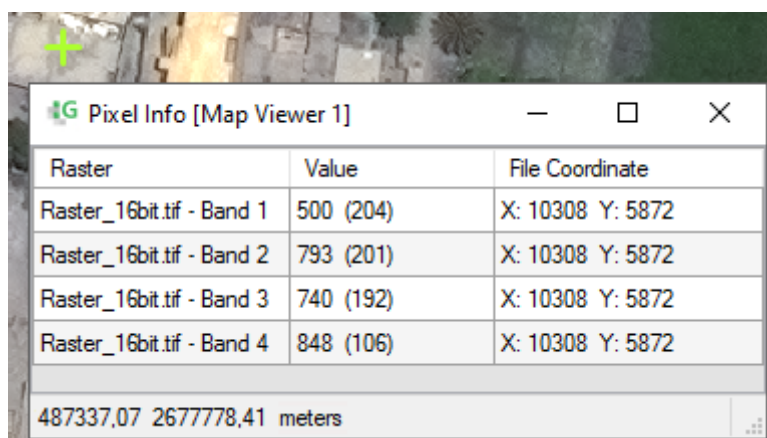 Pixel Info [Map Viewer 1]
Raster Value File Coordinate
Raster_16bit.tif - Band 1 500 (204) X: 10308 Y: 5872
Raster_16bit.tif - Band 2 793 (201) X: 10308 Y: 5872
Raster_16bit.tif - Band 3 740 (192) X: 10308 Y: 5872
Raster_16bit.tif - Band 4 848 (106) X: 10308 Y: 5872
487337,07 2677778,41 meters